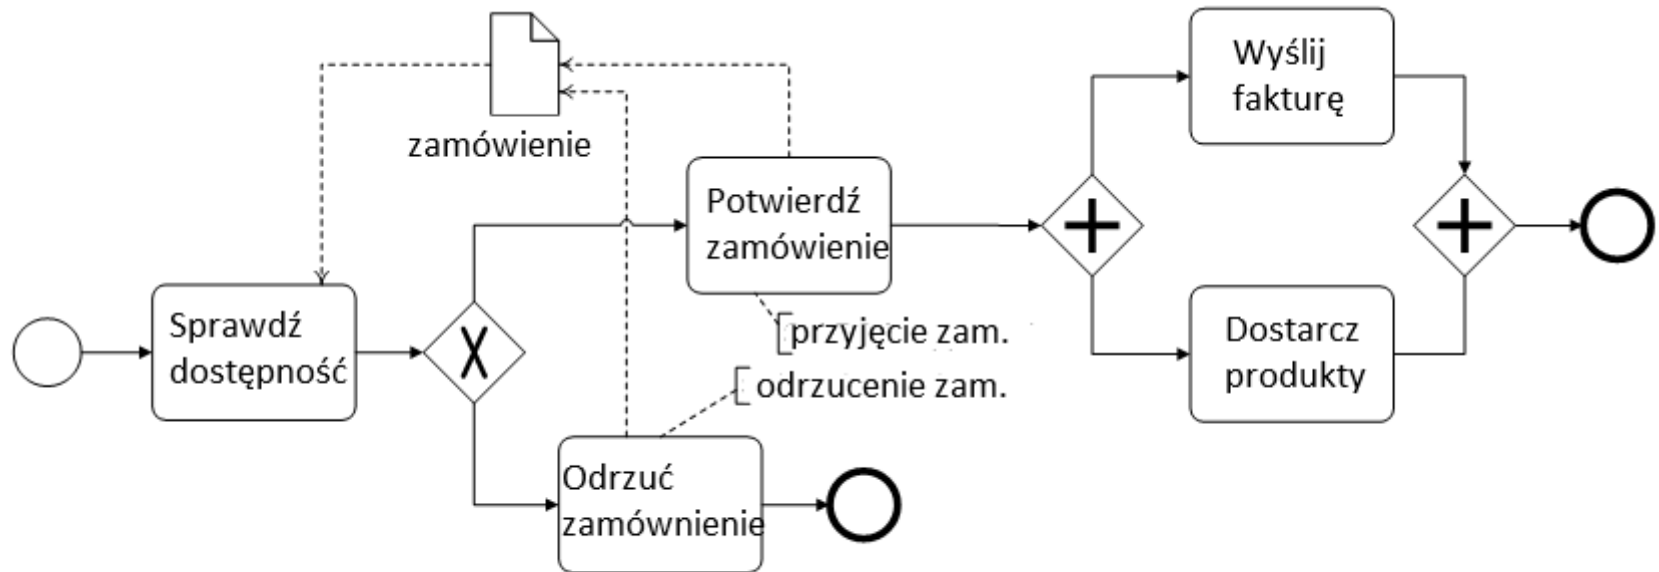 zamówienie
Wyślij
fakturę
Potwierdź
zamówienie
Sprawdź
dostępność
X
przyjęcie zam.
odrzucenie zam.
Dostarcz
produkty
Odrzuć
zamównienie